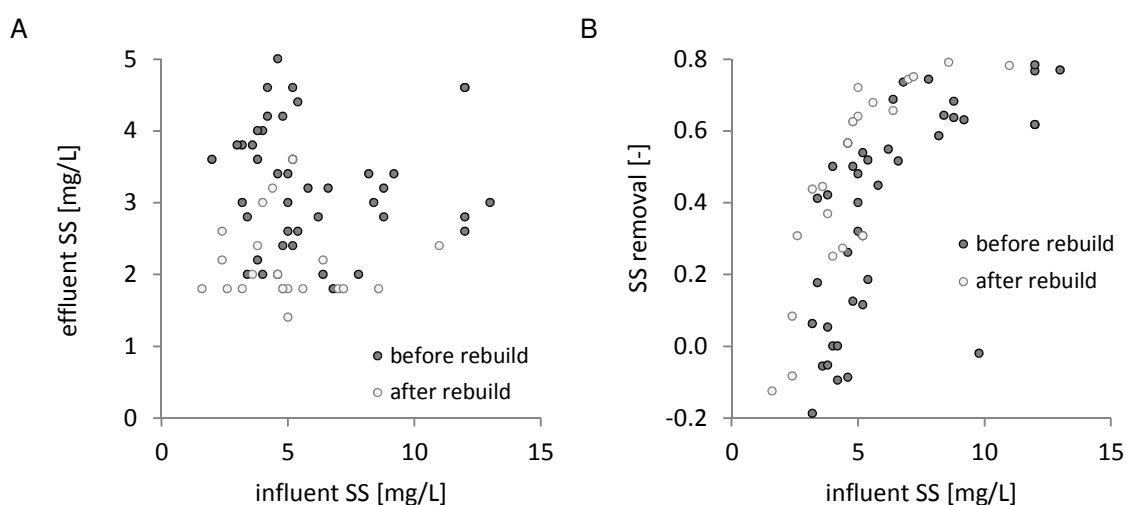 A
effluent SS [mg/L]
5
4
3
2
1
0
0 5 10 15
influent SS [mg/L]
before rebuild
after rebuild
B
SS removal [-]
0.8
0.6
0.4
0.2
0.0
-0.2
0 5 10 15
influent SS [mg/L]
before rebuild
after rebuild